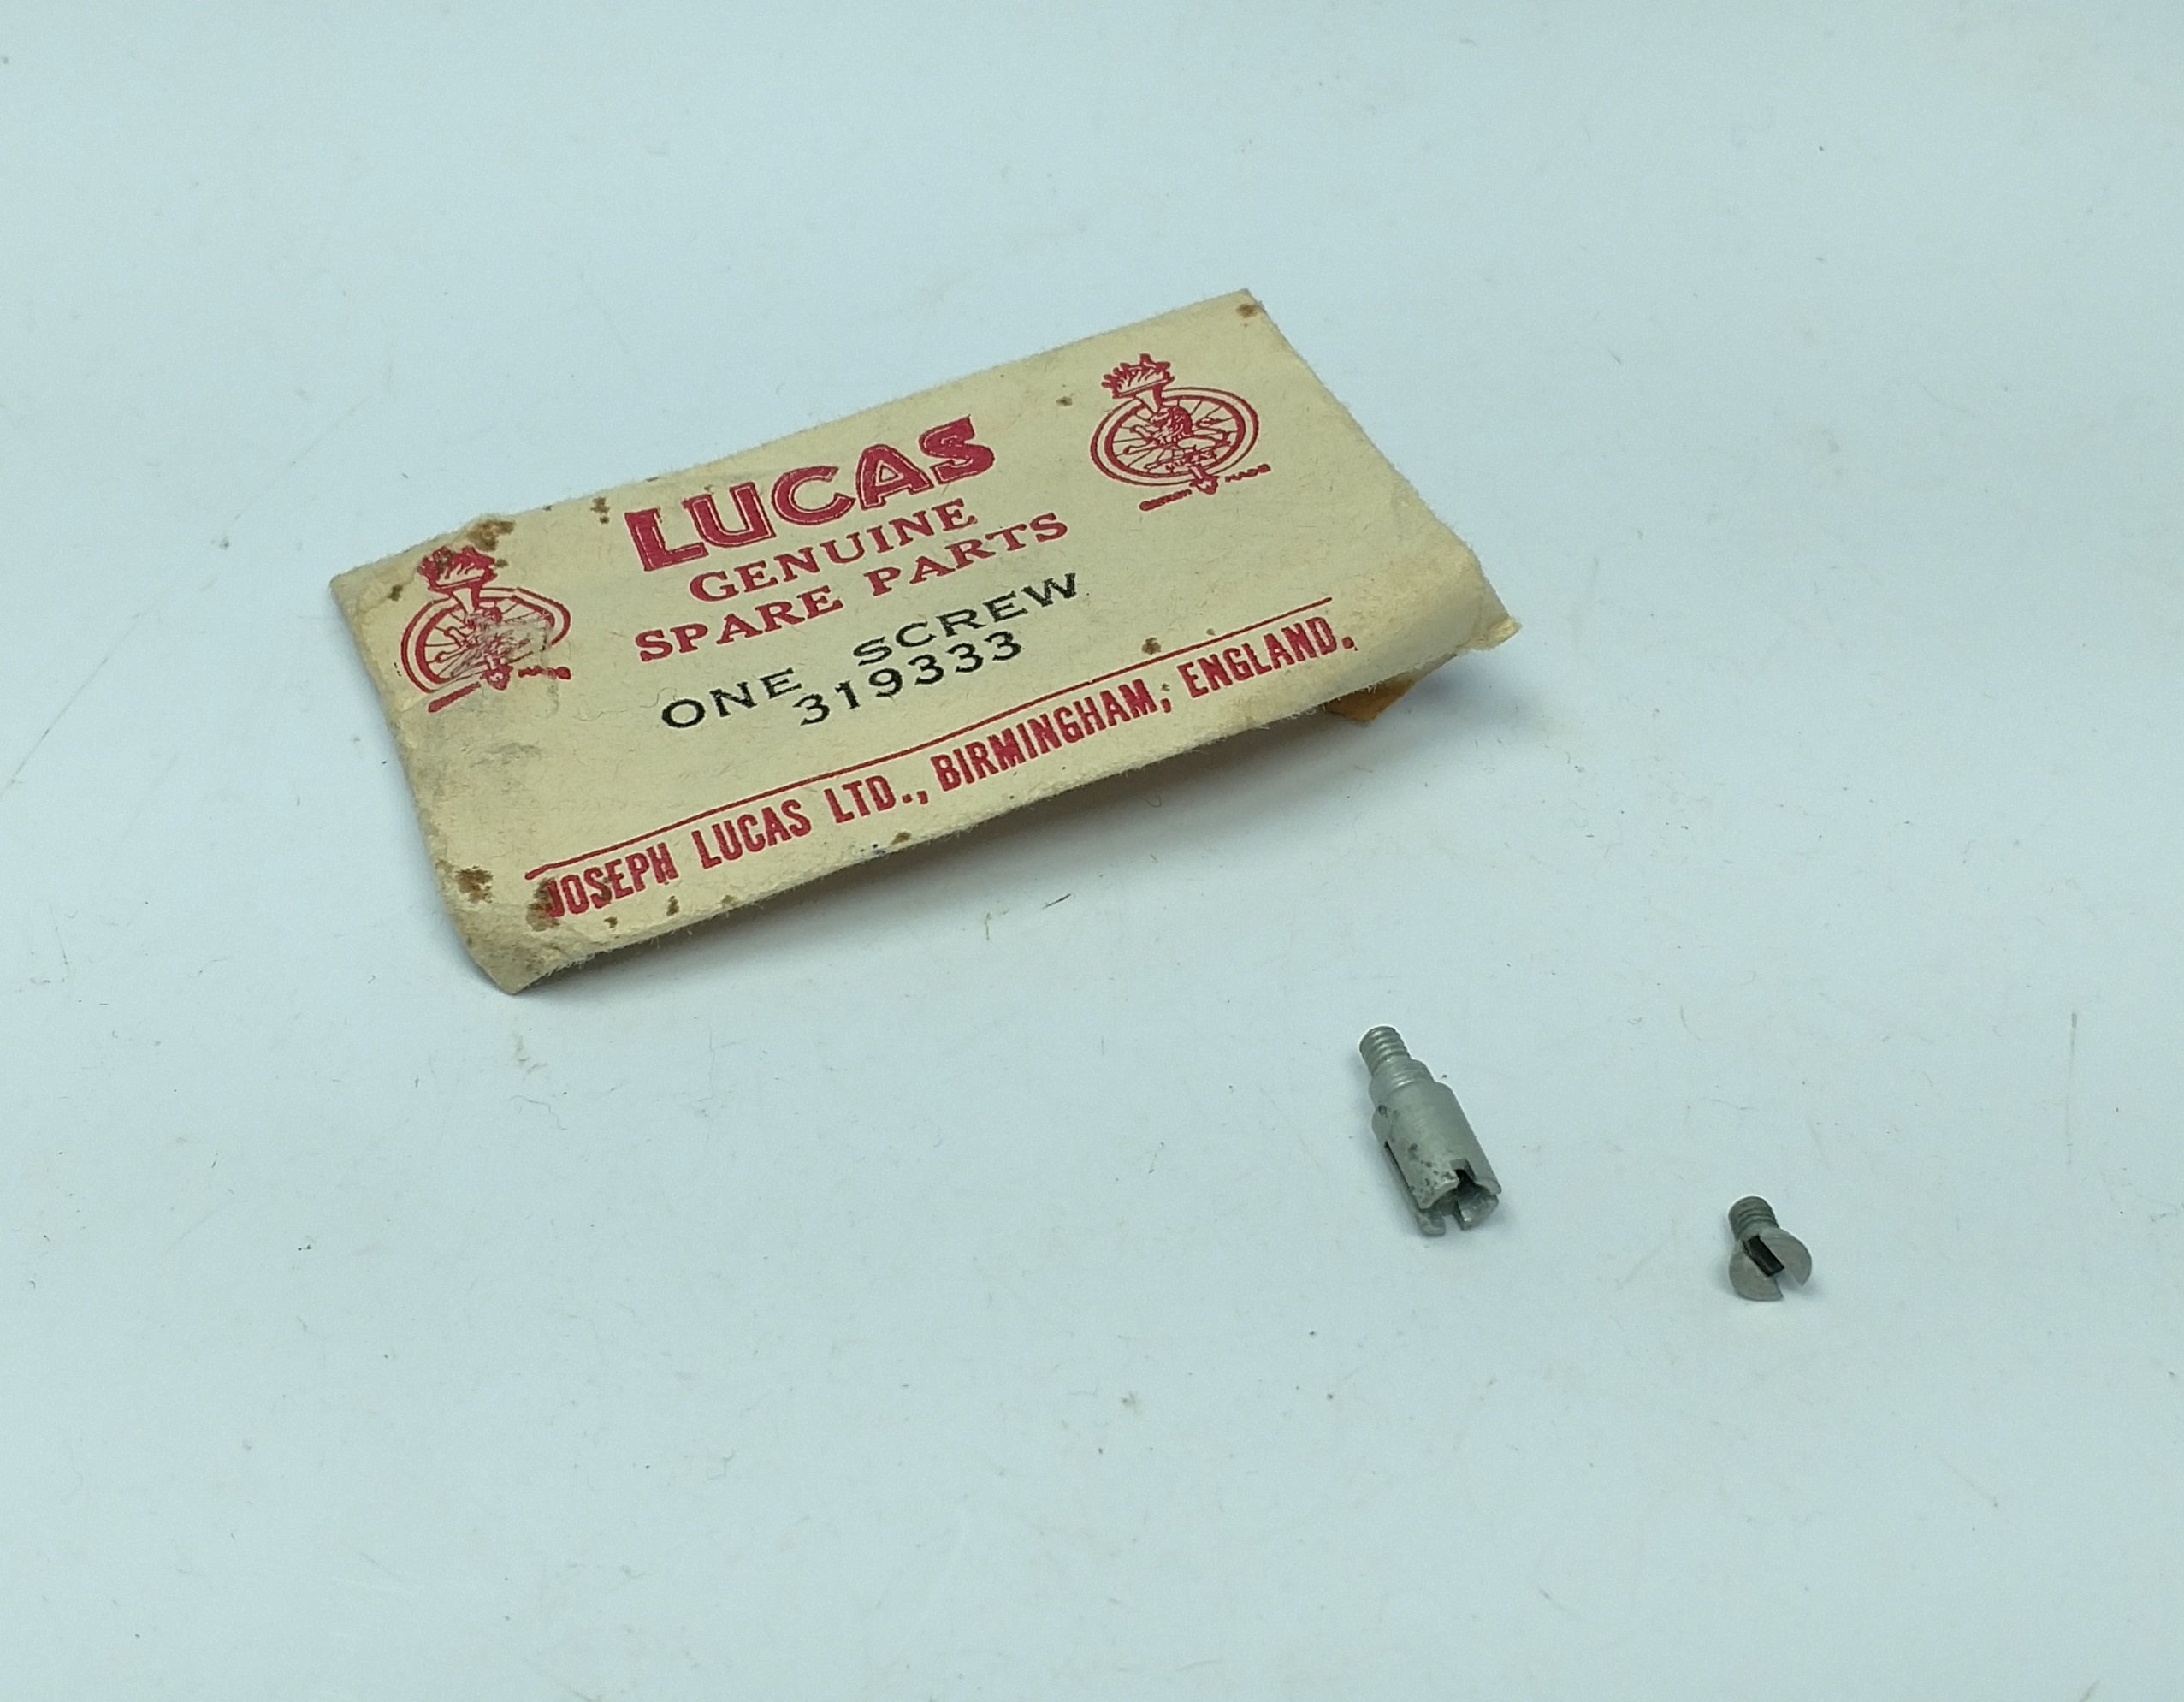 LUCAS
GENUINE
SPARE PARTS
ONE SCREW
319333
JOSEPH LUCAS LTD., BIRMINGHAM, ENGLAND.